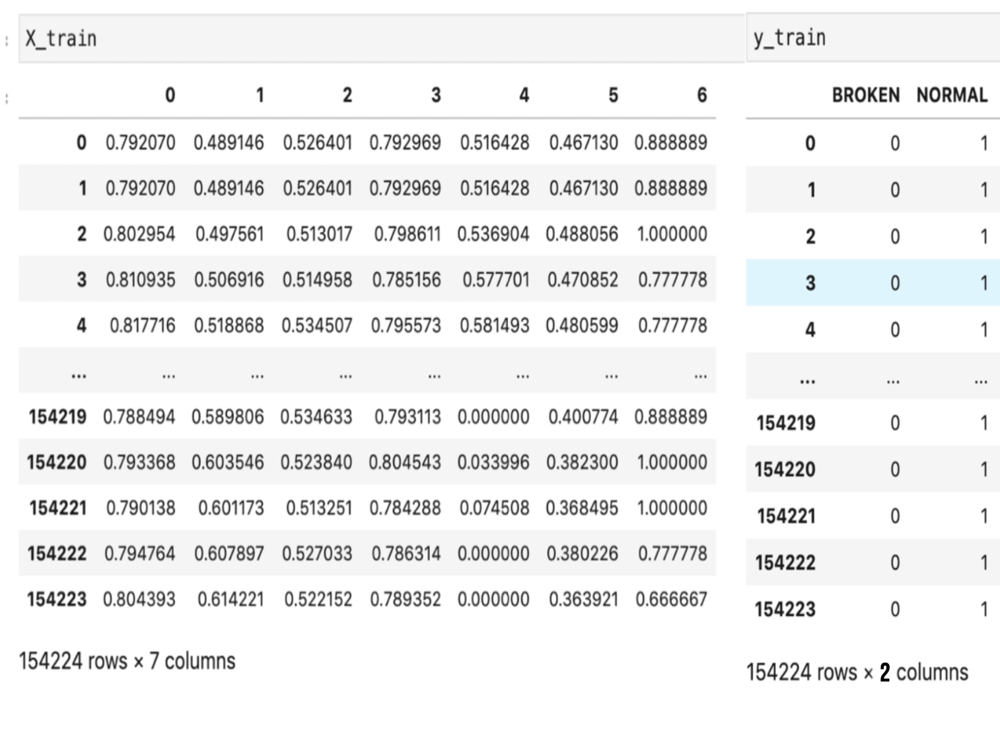 X_train
0 1 2 3 4 5 6
0 0.792070 0.489146 0.526401 0.792969 0.516428 0.467130 0.888889
1 0.792070 0.489146 0.526401 0.792969 0.516428 0.467130 0.888889
2 0.802954 0.497561 0.513017 0.798611 0.536904 0.488056 1.000000
3 0.810935 0.506916 0.514958 0.785156 0.577701 0.470852 0.777778
4 0.817716 0.518868 0.534507 0.795573 0.581493 0.480599 0.777778
... ... ... ... ... ... ... ...
154219 0.788494 0.589806 0.534633 0.793113 0.000000 0.400774 0.888889
154220 0.793368 0.603546 0.523840 0.804543 0.033996 0.382300 1.000000
154221 0.790138 0.601173 0.513251 0.784288 0.074508 0.368495 1.000000
154222 0.794764 0.607897 0.527033 0.786314 0.000000 0.380226 0.777778
154223 0.804393 0.614221 0.522152 0.789352 0.000000 0.363921 0.666667
154224 rows × 7 columns
y_train
BROKEN NORMAL
0 0 1
1 0 1
2 0 1
3 0 1
4 0 1
... ... ...
154219 0 1
154220 0 1
154221 0 1
154222 0 1
154223 0 1
154224 rows × 2 columns